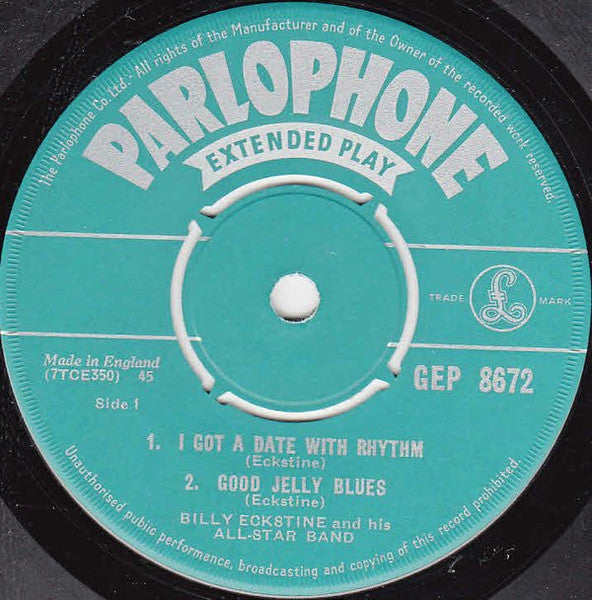 The Parlophone Co. Ltd. · All rights of the Manufacturer and of the Owner of the recorded work reserved.
PARLOPHONE
EXTENDED PLAY
TRADE £ MARK
Made in England
(7TCE350) 45
GEP 8672
Side 1
1. I GOT A DATE WITH RHYTHM
(Eckstine)
2. GOOD JELLY BLUES
(Eckstine)
BILLY ECKSTINE and his
ALL-STAR BAND
Unauthorised public performance, broadcasting and copying of this record prohibited.